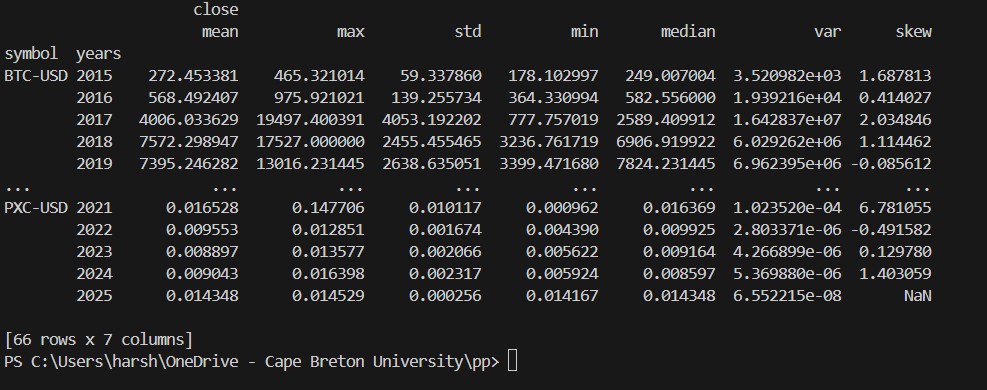 close
mean max std min median var skew
symbol years
BTC-USD 2015 272.453381 465.321014 59.337860 178.102997 249.007004 3.520982e+03 1.687813
2016 568.492407 975.921021 139.255734 364.330994 582.556000 1.939216e+04 0.414027
2017 4006.033629 19497.400391 4053.192202 777.757019 2589.409912 1.642837e+07 2.034846
2018 7572.298947 17527.000000 2455.455465 3236.761719 6906.919922 6.029262e+06 1.114462
2019 7395.246282 13016.231445 2638.635051 3399.471680 7824.231445 6.962395e+06 -0.085612
... ... ... ... ... ... ... ...
PXC-USD 2021 0.016528 0.147706 0.010117 0.000962 0.016369 1.023520e-04 6.781055
2022 0.009553 0.012851 0.001674 0.004390 0.009925 2.803371e-06 -0.491582
2023 0.008897 0.013577 0.002066 0.005622 0.009164 4.266899e-06 0.129780
2024 0.009043 0.016398 0.002317 0.005924 0.008597 5.369880e-06 1.403059
2025 0.014348 0.014529 0.000256 0.014167 0.014348 6.552215e-08 NaN
[66 rows x 7 columns]
PS C:\Users\harsh\OneDrive - Cape Breton University\pp>